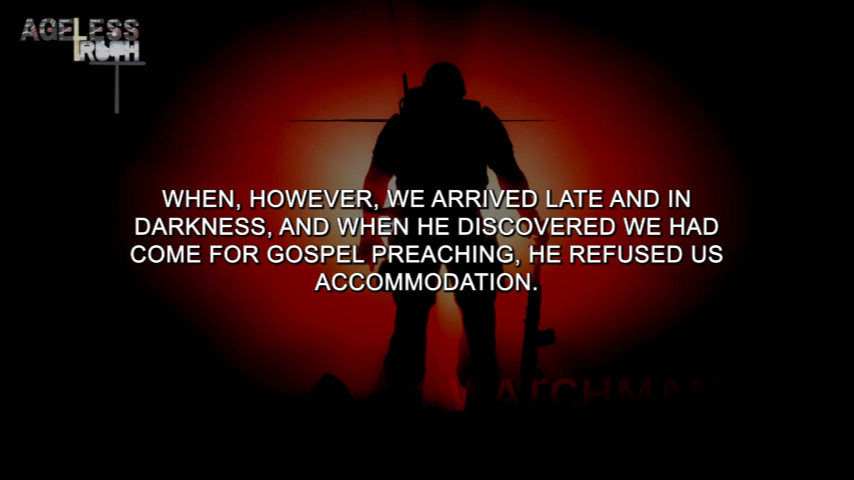 AGELESS
TRUTH
WHEN, HOWEVER, WE ARRIVED LATE AND IN
DARKNESS, AND WHEN HE DISCOVERED WE HAD
COME FOR GOSPEL PREACHING, HE REFUSED US
ACCOMMODATION.
WATCHMAN